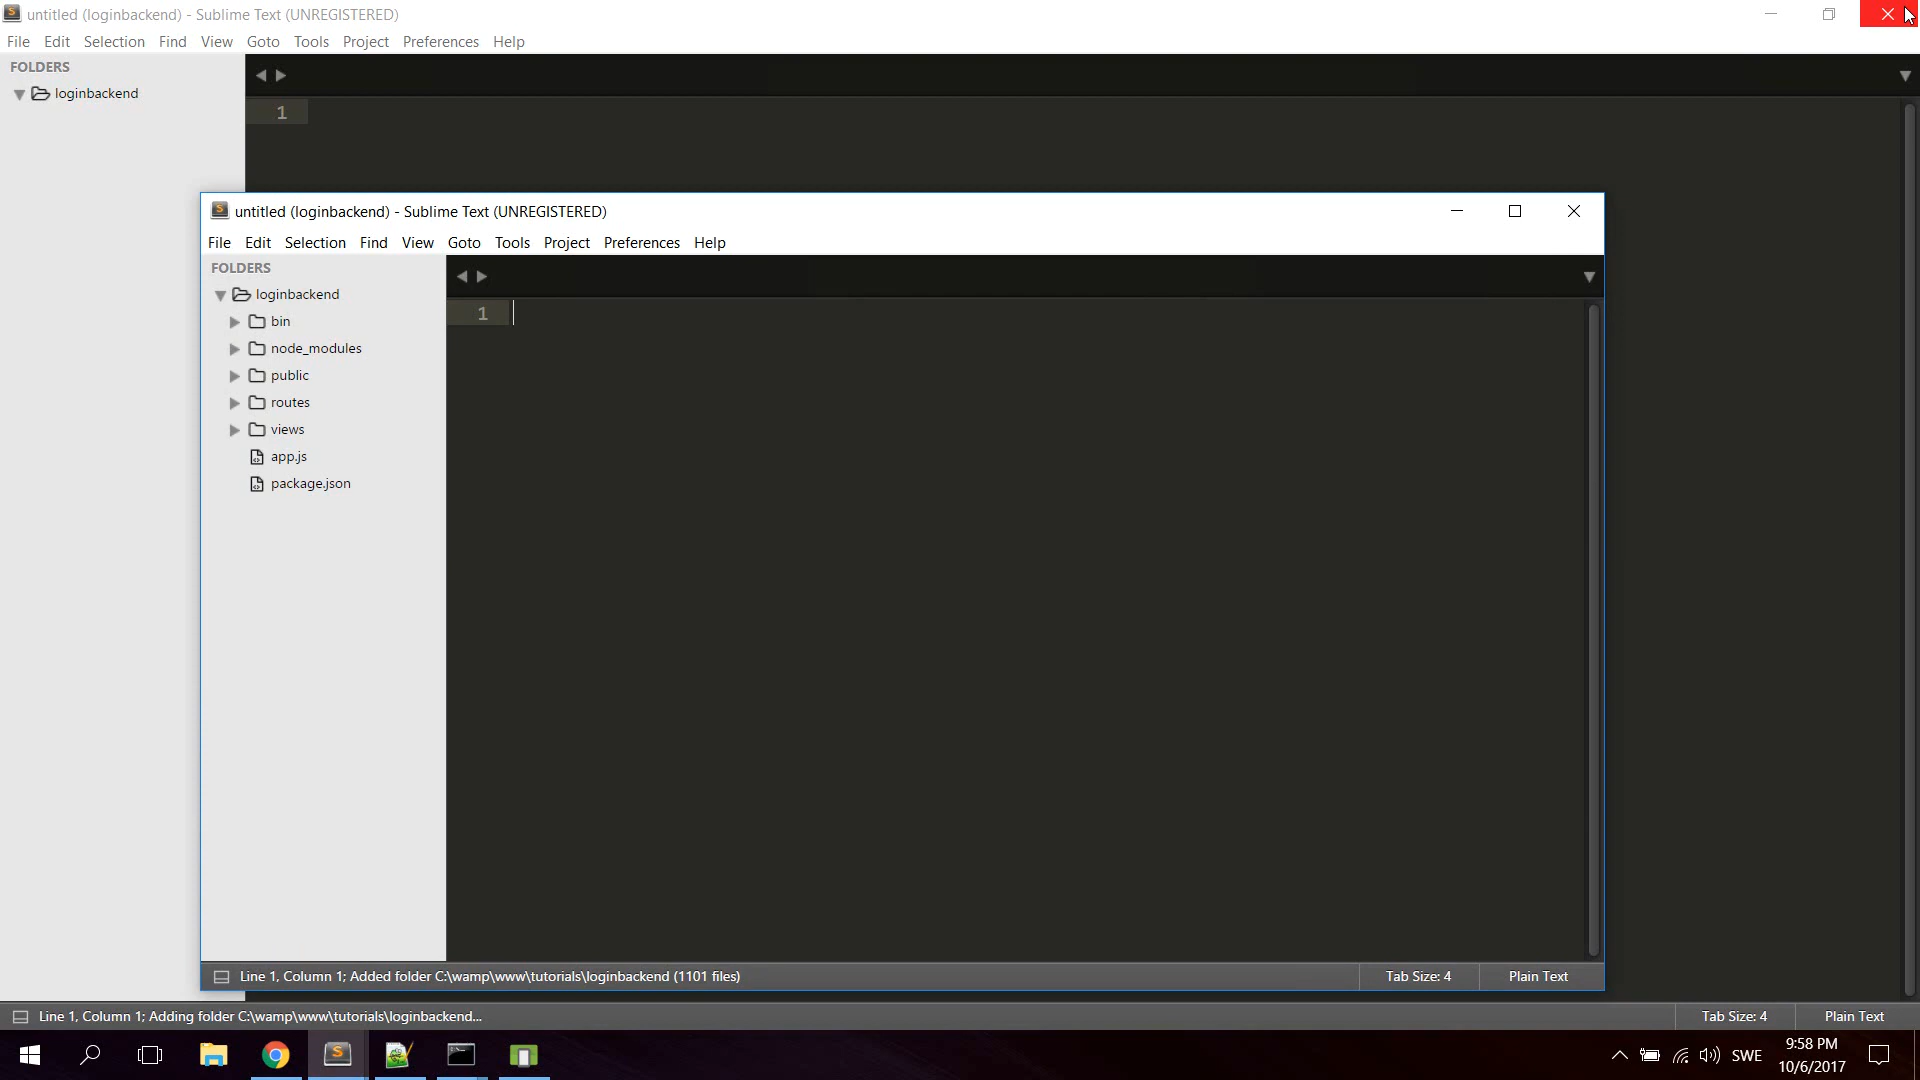 untitled (loginbackend) - Sublime Text (UNREGISTERED)
File Edit Selection Find View Goto Tools Project Preferences Help
FOLDERS
loginbackend
1
untitled (loginbackend) - Sublime Text (UNREGISTERED)
File Edit Selection Find View Goto Tools Project Preferences Help
FOLDERS
loginbackend
1
bin
node_modules
public
routes
views
app.js
package.json
Line 1, Column 1; Added folder C:\wamp\www\tutorials\loginbackend (1101 files) Tab Size: 4 Plain Text
Line 1, Column 1; Adding folder C:\wamp\www\tutorials\loginbackend... Tab Size: 4 Plain Text
SWE
9:58 PM
10/6/2017